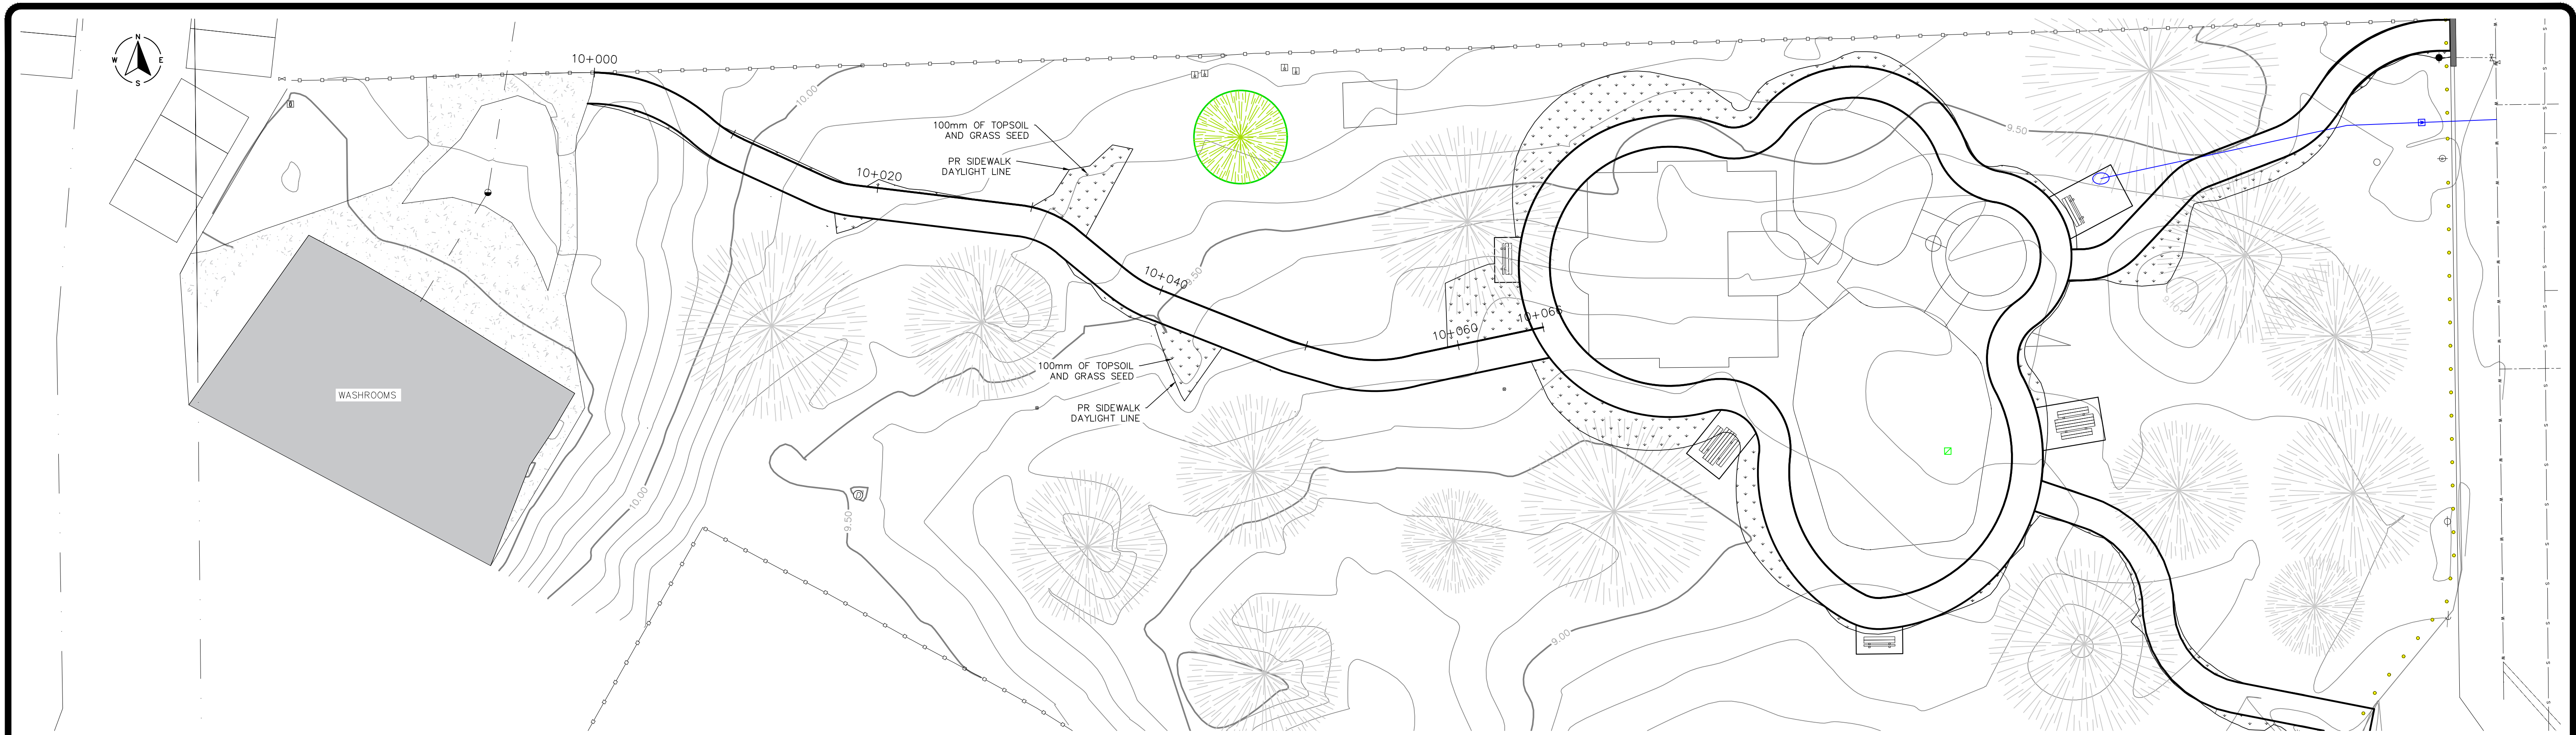 N
W E
S
10+000
10.00
100mm OF TOPSOIL
AND GRASS SEED
PR SIDEWALK
DAYLIGHT LINE
10+020
9.50
10+040
9.50
10+066
10+060
100mm OF TOPSOIL
AND GRASS SEED
WASHROOMS
PR SIDEWALK
DAYLIGHT LINE
10.00
9.50
9.00